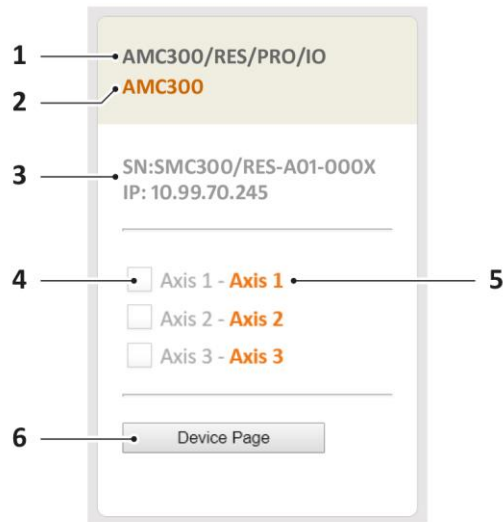 1 AMC300/RES/PRO/IO
2 AMC300
3 SN:SMC300/RES-A01-000X
IP: 10.99.70.245
4 Axis 1 - Axis 1 5
Axis 2 - Axis 2
Axis 3 - Axis 3
6 Device Page